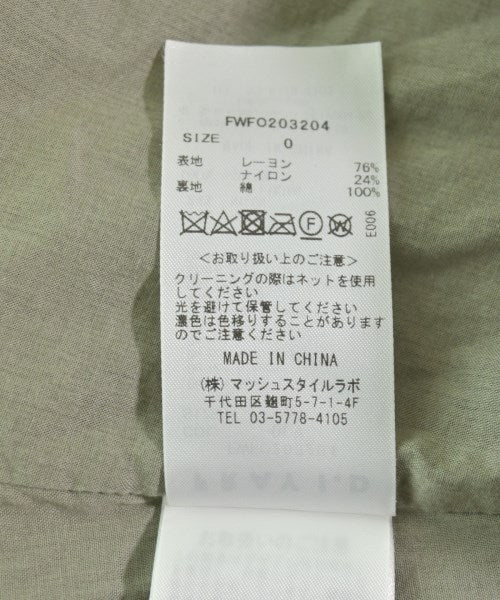 FWFO203204
SIZE 0
表地 レーヨン 76%
ナイロン 24%
裏地 綿 100%
F W
E006
＜お取り扱い上のご注意＞
クリーニングの際はネットを使用
してください
光を避けて保管してください
濃色は色移りすることがあります
のでご注意ください
MADE IN CHINA
(株) マッシュスタイルラボ
千代田区麹町5-7-1-4F
TEL 03-5778-4105